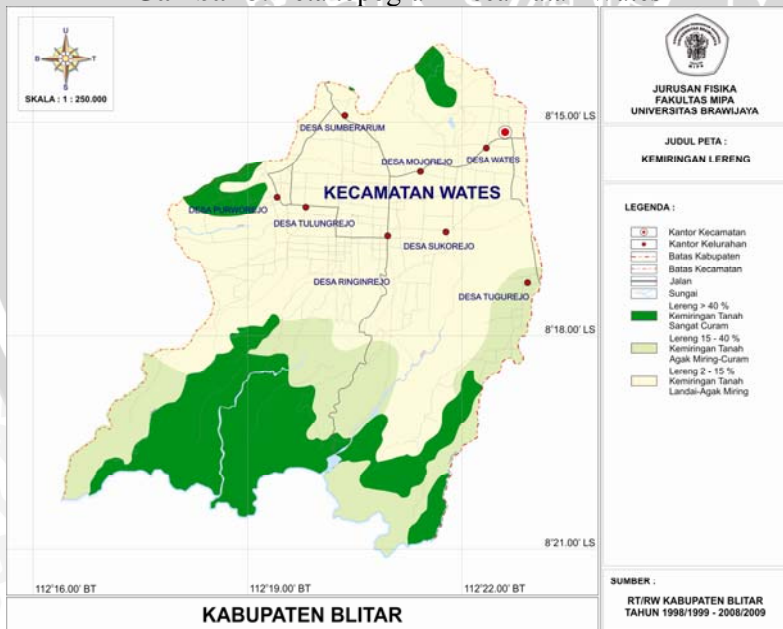 U
B
T
S
SKALA : 1 : 250.000
DESA SUMBERARUM
DESA MOJOREJO
DESA WATES
KECAMATAN WATES
DESA PURWOREJO
DESA TULUNGREJO
DESA SUKOREJO
DESA RINGINREJO
DESA TUGUREJO
8°15.00' LS
8°18.00' LS
8°21.00' LS
112°16.00' BT
112°19.00' BT
112°22.00' BT
KABUPATEN BLITAR
JURUSAN FISIKA
FAKULTAS MIPA
UNIVERSITAS BRAWIJAYA
JUDUL PETA :
KEMIRINGAN LERENG
LEGENDA :
Kantor Kecamatan
Kantor Kelurahan
Batas Kabupaten
Batas Kecamatan
Jalan
Sungai
Lereng > 40 %
Kemiringan Tanah
Sangat Curam
Lereng 15 - 40 %
Kemiringan Tanah
Agak Miring-Curam
Lereng 2 - 15 %
Kemiringan Tanah
Landai-Agak Miring
SUMBER :
RT/RW KABUPATEN BLITAR
TAHUN 1998/1999 - 2008/2009